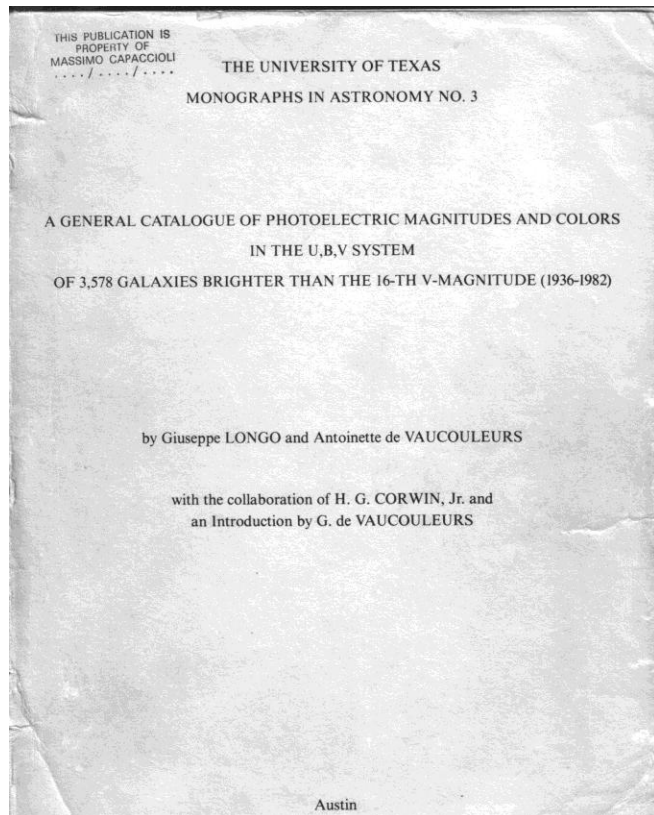 THIS PUBLICATION IS
PROPERTY OF
MASSIMO CAPACCIOLI
..../..../....
THE UNIVERSITY OF TEXAS
MONOGRAPHS IN ASTRONOMY NO. 3
A GENERAL CATALOGUE OF PHOTOELECTRIC MAGNITUDES AND COLORS
IN THE U,B,V SYSTEM
OF 3,578 GALAXIES BRIGHTER THAN THE 16-TH V-MAGNITUDE (1936-1982)
by Giuseppe LONGO and Antoinette de VAUCOULEURS
with the collaboration of H. G. CORWIN, Jr. and
an Introduction by G. de VAUCOULEURS
Austin